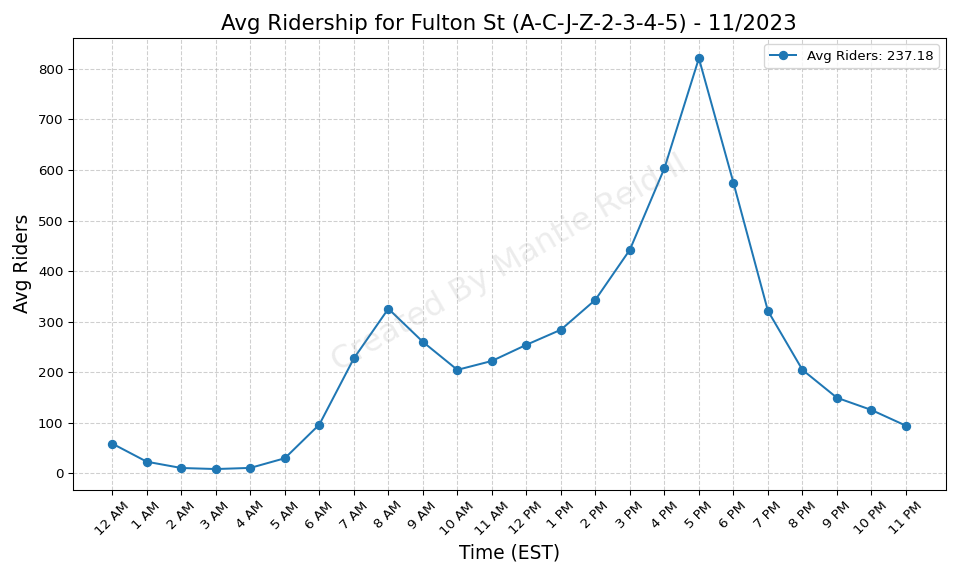 Avg Ridership for Fulton St (A-C-J-Z-2-3-4-5) - 11/2023
Avg Riders: 237.18
800
700
600
500
400
300
200
100
0
Avg Riders
Created By Mantle Reid-II
12 AM
1 AM
2 AM
3 AM
4 AM
5 AM
6 AM
7 AM
8 AM
9 AM
10 AM
11 AM
12 PM
1 PM
2 PM
3 PM
4 PM
5 PM
6 PM
7 PM
8 PM
9 PM
10 PM
11 PM
Time (EST)